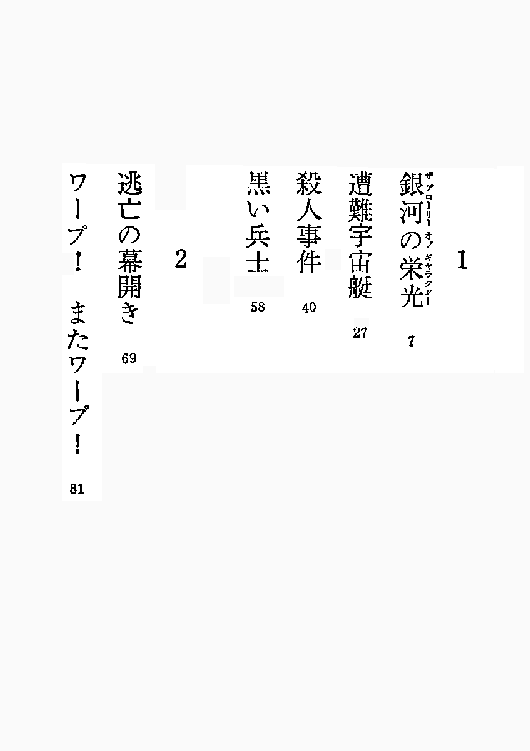 1
銀河の栄光 7
ザ グローリー オブ ギャラクシー
遭難宇宙艇 27
殺人事件 40
黒い兵士 58
2
逃亡の幕開き 69
ワープ! またワープ! 81